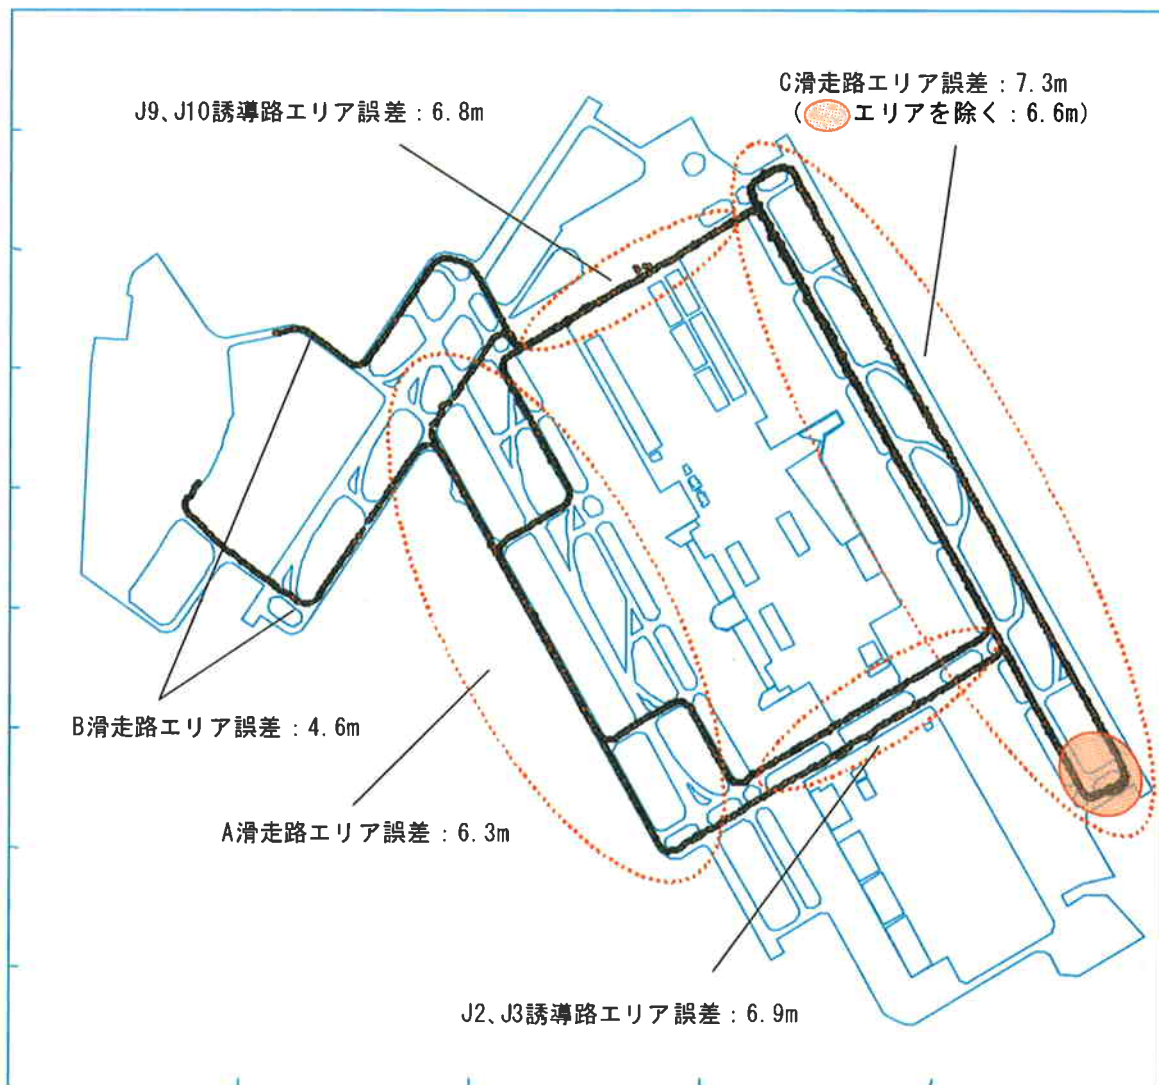 C滑走路エリア誤差：7.3m
（エリアを除く：6.6m）
J9、J10誘導路エリア誤差：6.8m
B滑走路エリア誤差：4.6m
A滑走路エリア誤差：6.3m
J2、J3誘導路エリア誤差：6.9m